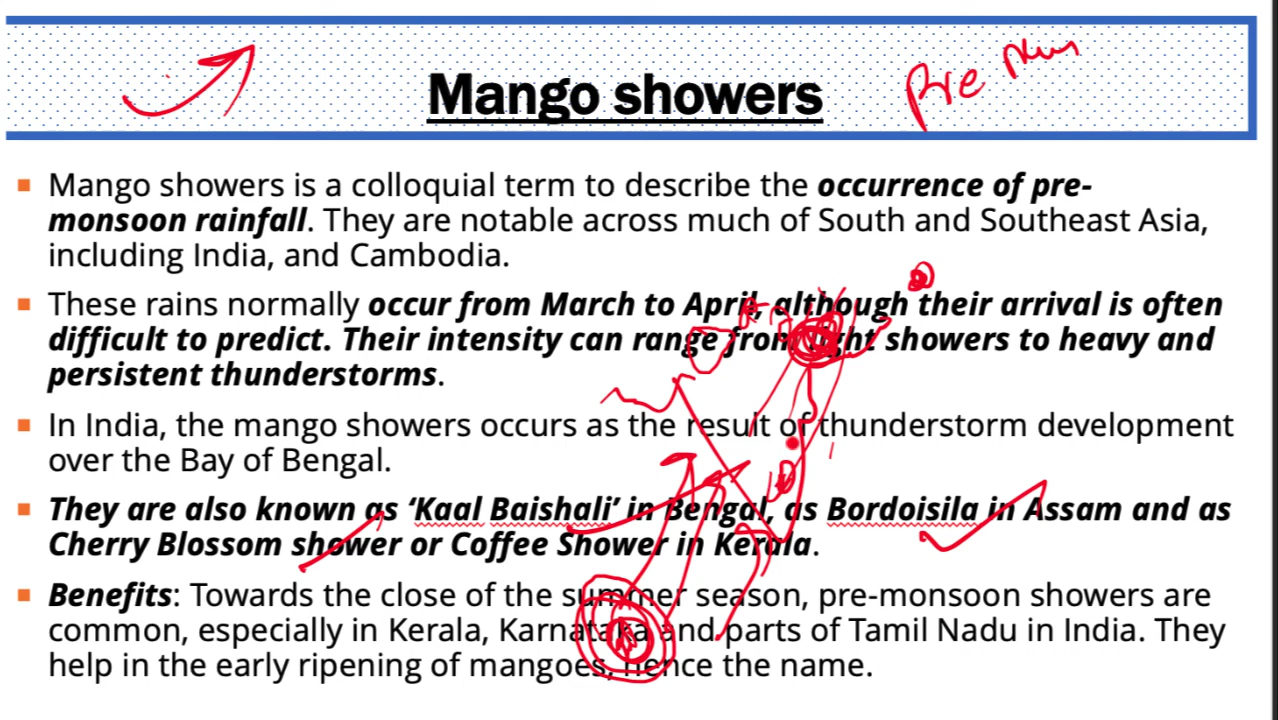 Mango showers
Pre
Mango showers is a colloquial term to describe the occurrence of pre-
monsoon rainfall. They are notable across much of South and Southeast Asia,
including India, and Cambodia.
These rains normally occur from March to April, although their arrival is often
difficult to predict. Their intensity can range from light showers to heavy and
persistent thunderstorms.
In India, the mango showers occurs as the result of thunderstorm development
over the Bay of Bengal.
They are also known as ‘Kaal Baishali’ in Bengal, as Bordoisila in Assam and as
Cherry Blossom shower or Coffee Shower in Kerala.
Benefits: Towards the close of the summer season, pre-monsoon showers are
common, especially in Kerala, Karnataka and parts of Tamil Nadu in India. They
help in the early ripening of mangoes, hence the name.